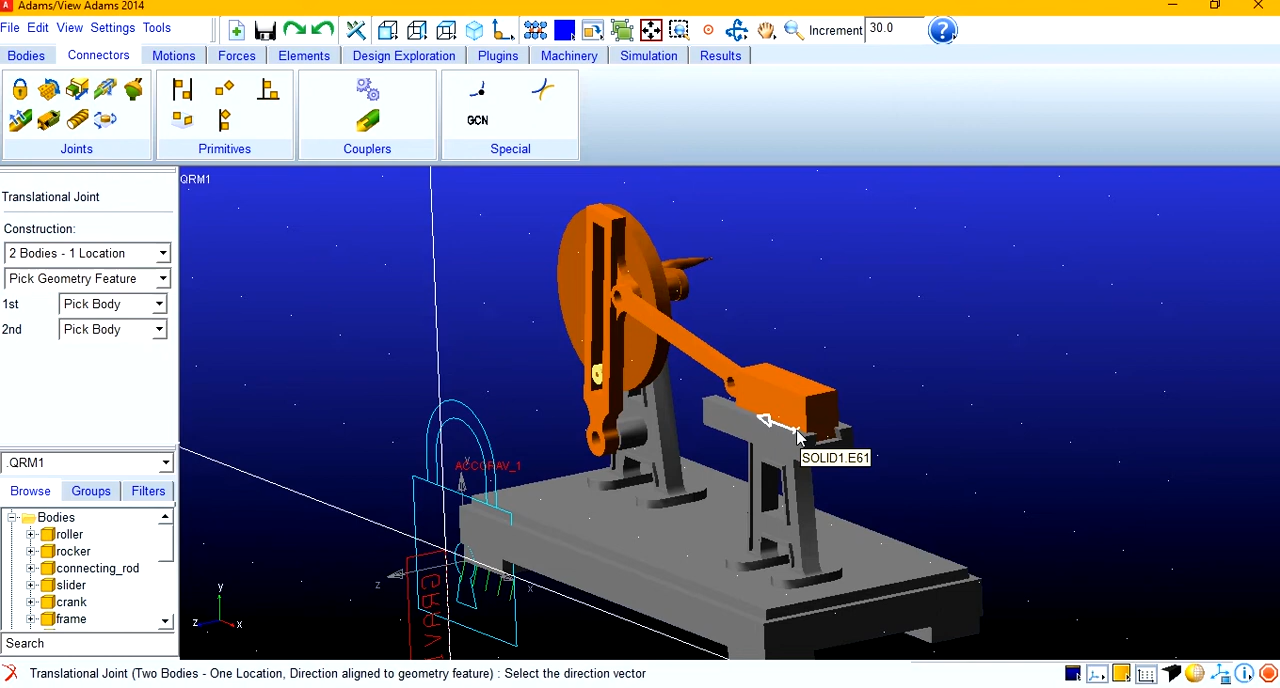 Adams/View Adams 2014
File Edit View Settings Tools
Increment 30.0
Bodies Connectors Motions Forces Elements Design Exploration Plugins Machinery Simulation Results
GCN
Joints Primitives Couplers Special
QRM1
Translational Joint
Construction:
2 Bodies - 1 Location
Pick Geometry Feature
1st Pick Body
2nd Pick Body
SOLID1.E61
ACCGRAV_1
y
z
x
GRAV
.QRM1
Browse Groups Filters
Bodies
roller
rocker
connecting_rod
slider
crank
frame
y
z
x
Search
Translational Joint (Two Bodies - One Location, Direction aligned to geometry feature) : Select the direction vector